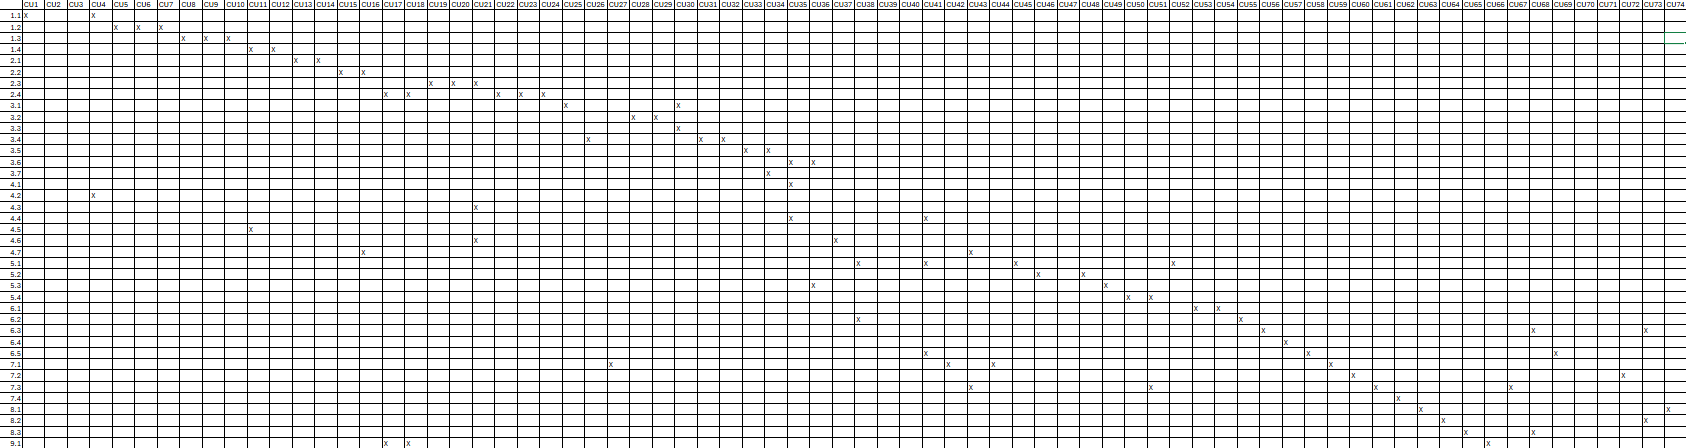 CU1 CU2 CU3 CU4 CU5 CU6 CU7 CU8 CU9 CU10 CU11 CU12 CU13 CU14 CU15 CU16 CU17 CU18 CU19 CU20 CU21 CU22 CU23 CU24 CU25 CU26 CU27 CU28 CU29 CU30 CU31 CU32 CU33 CU34 CU35 CU36 CU37 CU38 CU39 CU40 CU41 CU42 CU43 CU44 CU45 CU46 CU47 CU48 CU49 CU50 CU51 CU52 CU53 CU54 CU55 CU56 CU57 CU58 CU59 CU60 CU61 CU62 CU63 CU64 CU65 CU66 CU67 CU68 CU69 CU70 CU71 CU72 CU73 CU74
1.1 x x
1.2 x x x
1.3 x x x
1.4 x x
2.1 x x
2.2 x x
2.3 x x x
2.4 x x x x x
3.1 x x
3.2 x x
3.3 x
3.4 x x x
3.5 x x
3.6 x x
3.7 x
4.1 x
4.2 x
4.3 x
4.4 x x
4.5 x
4.6 x x
4.7 x x
5.1 x x x x
5.2 x x
5.3 x x
5.4 x x
6.1 x x
6.2 x x
6.3 x x x
6.4 x
6.5 x x x
7.1 x x x x
7.2 x x
7.3 x x x x
7.4 x
8.1 x x
8.2 x x
8.3 x x
9.1 x x x